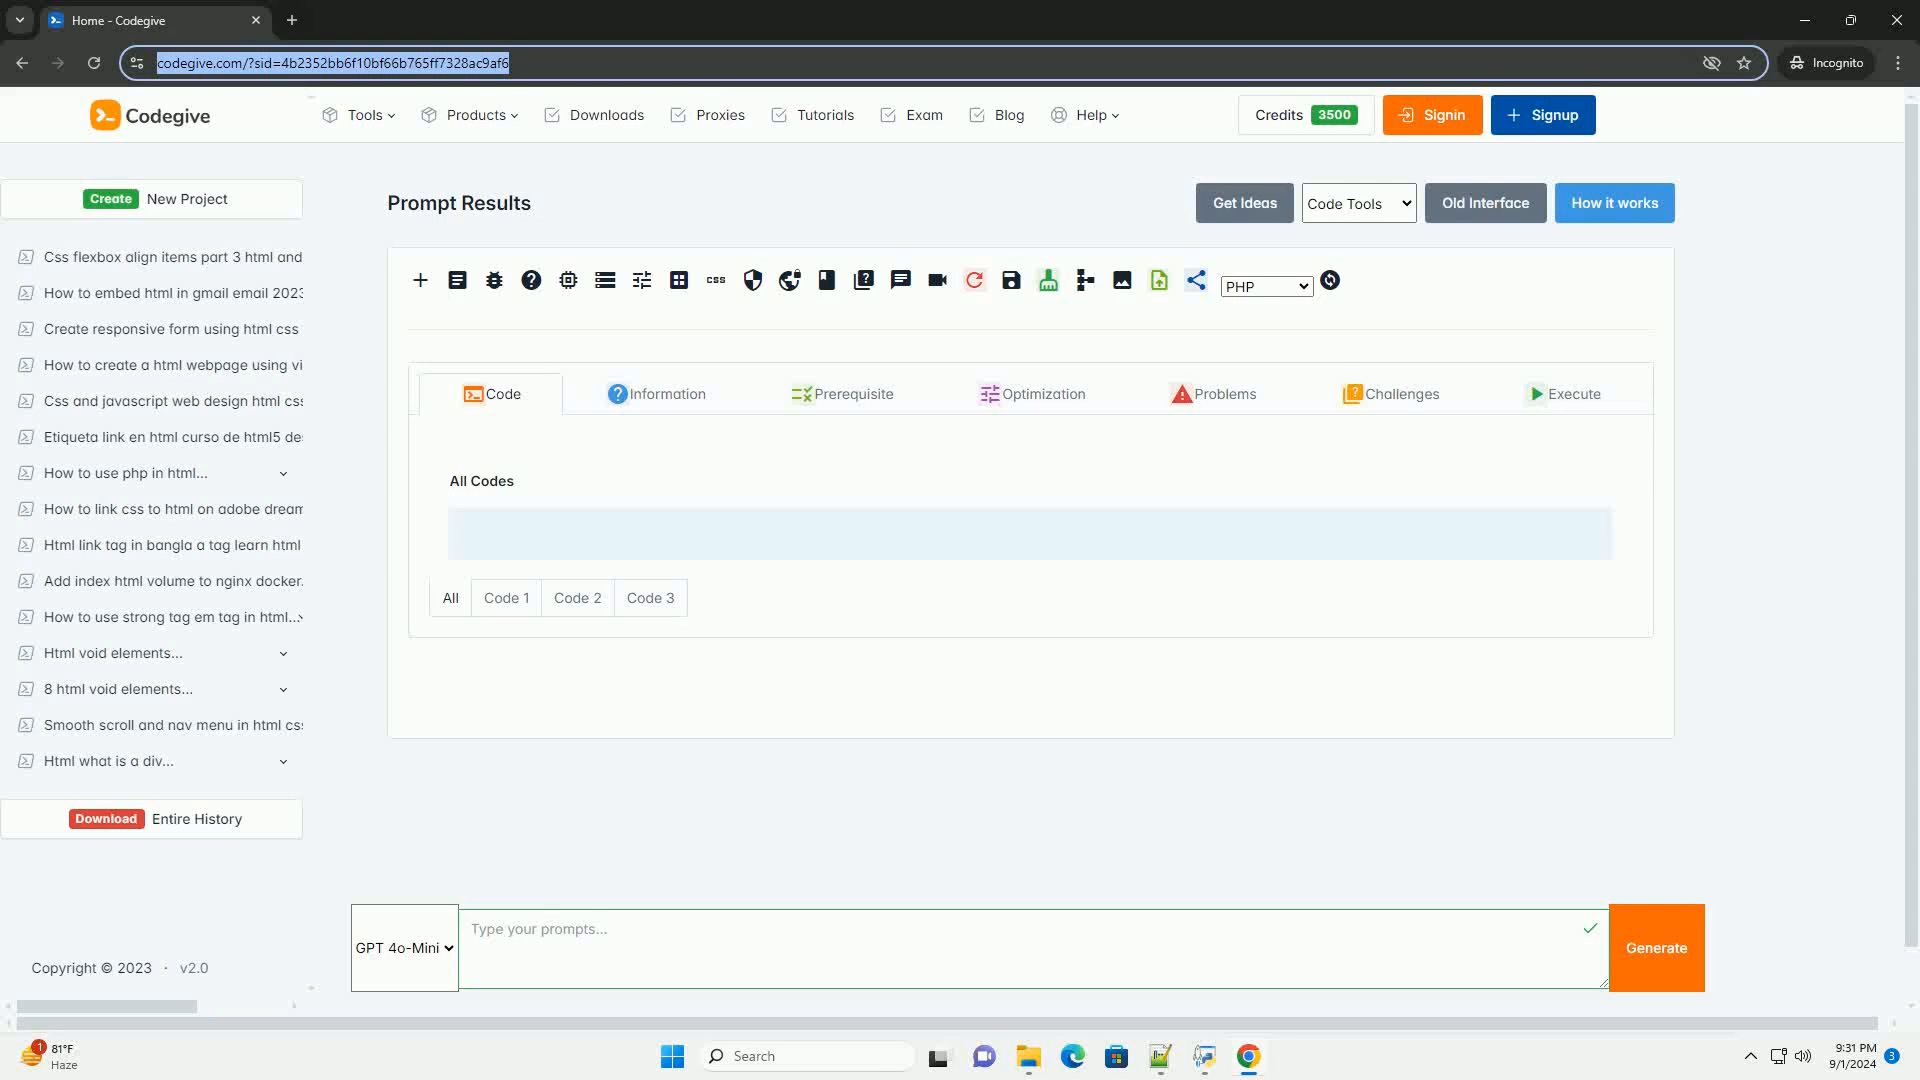 Home - Codegive
codegive.com/?sid=4b2352bb6f10bf66b765ff7328ac9af6
Incognito
Codegive
Tools
Products
Downloads
Proxies
Tutorials
Exam
Blog
Help
Credits 3500
Signin
Signup
Create New Project
Css flexbox align items part 3 html and
How to embed html in gmail email 2023
Create responsive form using html css
How to create a html webpage using vi
Css and javascript web design html css
Etiqueta link en html curso de html5 de
How to use php in html...
How to link css to html on adobe dream
Html link tag in bangla a tag learn html
Add index html volume to nginx docker.
How to use strong tag em tag in html...
Html void elements...
8 html void elements...
Smooth scroll and nav menu in html css
Html what is a div...
Download Entire History
Copyright © 2023 · v2.0
Prompt Results
Get Ideas
Code Tools
Old Interface
How it works
css
PHP
Code
Information
Prerequisite
Optimization
Problems
Challenges
Execute
All Codes
All
Code 1
Code 2
Code 3
GPT 4o-Mini
Type your prompts...
Generate
1
81°F
Haze
Search
9:31 PM
9/1/2024
3